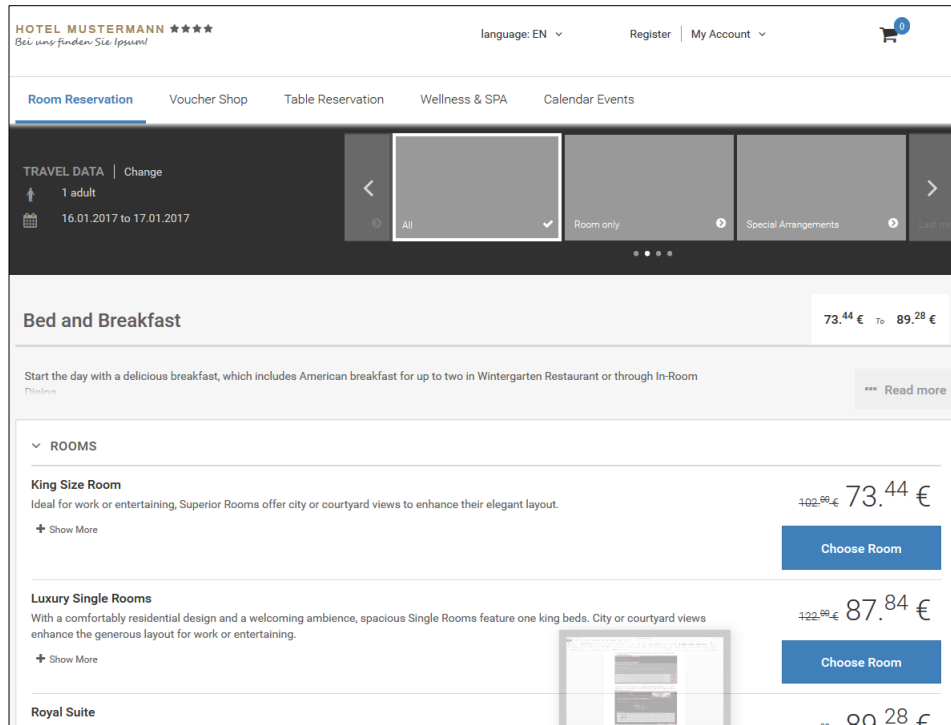 HOTEL MUSTERMANN ★★★★
Bei uns finden Sie Ipsum!
language: EN
Register | My Account
0
Room Reservation
Voucher Shop
Table Reservation
Wellness & SPA
Calendar Events
TRAVEL DATA | Change
1 adult
16.01.2017 to 17.01.2017
All
Room only
Special Arrangements
Last m
Bed and Breakfast
73.44 € To 89.28 €
Start the day with a delicious breakfast, which includes American breakfast for up to two in Wintergarten Restaurant or through In-Room
Dining
Read more
ROOMS
King Size Room
Ideal for work or entertaining, Superior Rooms offer city or courtyard views to enhance their elegant layout.
Show More
102.00 € 73.44 €
Choose Room
Luxury Single Rooms
With a comfortably residential design and a welcoming ambience, spacious Single Rooms feature one king beds. City or courtyard views
enhance the generous layout for work or entertaining.
Show More
122.00 € 87.84 €
Choose Room
Royal Suite
89.28 €